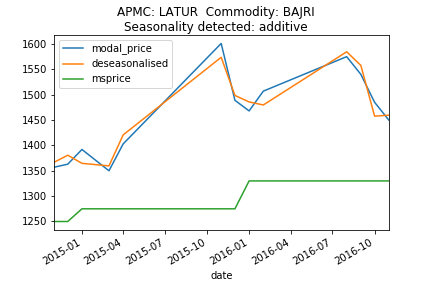 APMC: LATUR  Commodity: BAJRI
Seasonality detected: additive
modal_price
deseasonalised
msprice
1600
1550
1500
1450
1400
1350
1300
1250
2015-01
2015-04
2015-07
2015-10
2016-01
2016-04
2016-07
2016-10
date